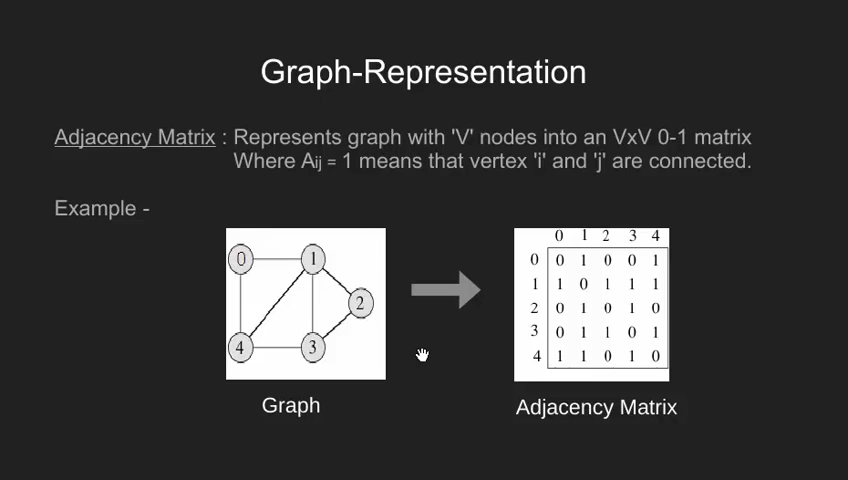 Graph-Representation
Adjacency Matrix : Represents graph with 'V' nodes into an VxV 0-1 matrix
Where Aij = 1 means that vertex 'i' and 'j' are connected.
Example -
0 1
2
4 3
0 1 2 3 4
0 0 1 0 0 1
1 1 0 1 1 1
2 0 1 0 1 0
3 0 1 1 0 1
4 1 1 0 1 0
Graph
Adjacency Matrix